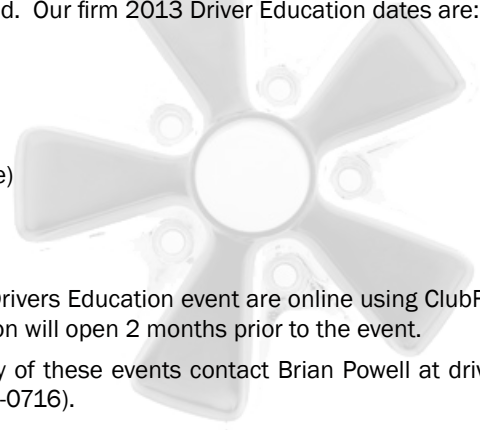 d. Our firm 2013 Driver Education dates are:
e)
Drivers Education event are online using ClubR
on will open 2 months prior to the event.
y of these events contact Brian Powell at driv
-0716).